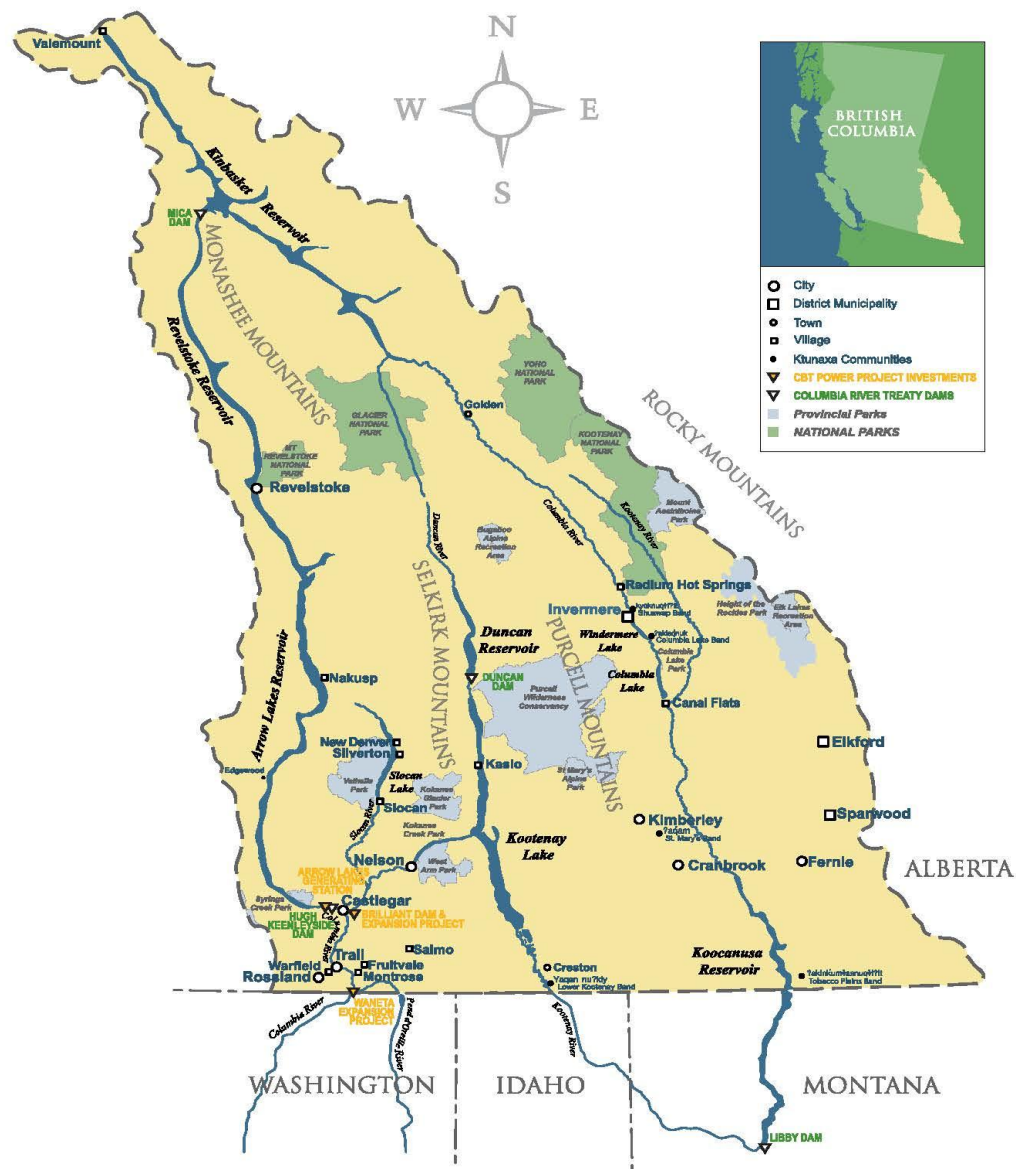 N
W
E
S
Valemount
Kinbasket
Reservoir
MICA
DAM
MONASHEE MOUNTAINS
Revelstoke Reservoir
GLACIER
NATIONAL
PARK
MT
REVELSTOKE
NATIONAL
PARK
Revelstoke
Golden
YOHO
NATIONAL
PARK
KOOTENAY
NATIONAL
PARK
ROCKY MOUNTAINS
Mount
Assiniboine
Park
Kootenay River
Columbia River
Duncan River
Bugaboo
Alpine
Recreation
Area
SELKIRK MOUNTAINS
PURCELL MOUNTAINS
Radium Hot Springs
Invermere
Shuswap Band
Windermere
Lake
Columbia Lake Band
Columbia
Lake
Park
Columbia
Lake
Height of the
Rockies Park
Elk Lakes
Recreation
Area
Duncan
Reservoir
DUNCAN
DAM
Purcell
Wilderness
Conservancy
Canal Flats
Arrow Lakes Reservoir
Nakusp
New Denver
Silverton
Slocan
Lake
Valhalla
Park
Edgewood
Slocan
Slocan River
Kokanee
Glacier
Park
Kokanee
Creek Park
Kaslo
St Mary's
Alpine
Park
Elkford
Sparwood
Kimberley
ʔaq̓am
St. Mary's Band
Cranbrook
Fernie
ALBERTA
Kootenay
Lake
Nelson
West
Arm Park
ARROW LAKES
GENERATING
STATION
Syringa
Creek Park
Castlegar
HUGH
KEENLEYSIDE
DAM
BRILLIANT DAM &
EXPANSION PROJECT
Columbia River
Salmo
Trail
Warfield
Fruitvale
Rossland
Montrose
Creston
Yaqan nuʔkiy
Lower Kootenay Band
Koocanusa
Reservoir
Tobacco Plains Band
WANETA
EXPANSION
PROJECT
Columbia River
Pend d'Oreille River
Kootenay River
WASHINGTON
IDAHO
MONTANA
LIBBY DAM
BRITISH
COLUMBIA
City
District Municipality
Town
Village
Ktunaxa Communities
CBT POWER PROJECT INVESTMENTS
COLUMBIA RIVER TREATY DAMS
Provincial Parks
NATIONAL PARKS